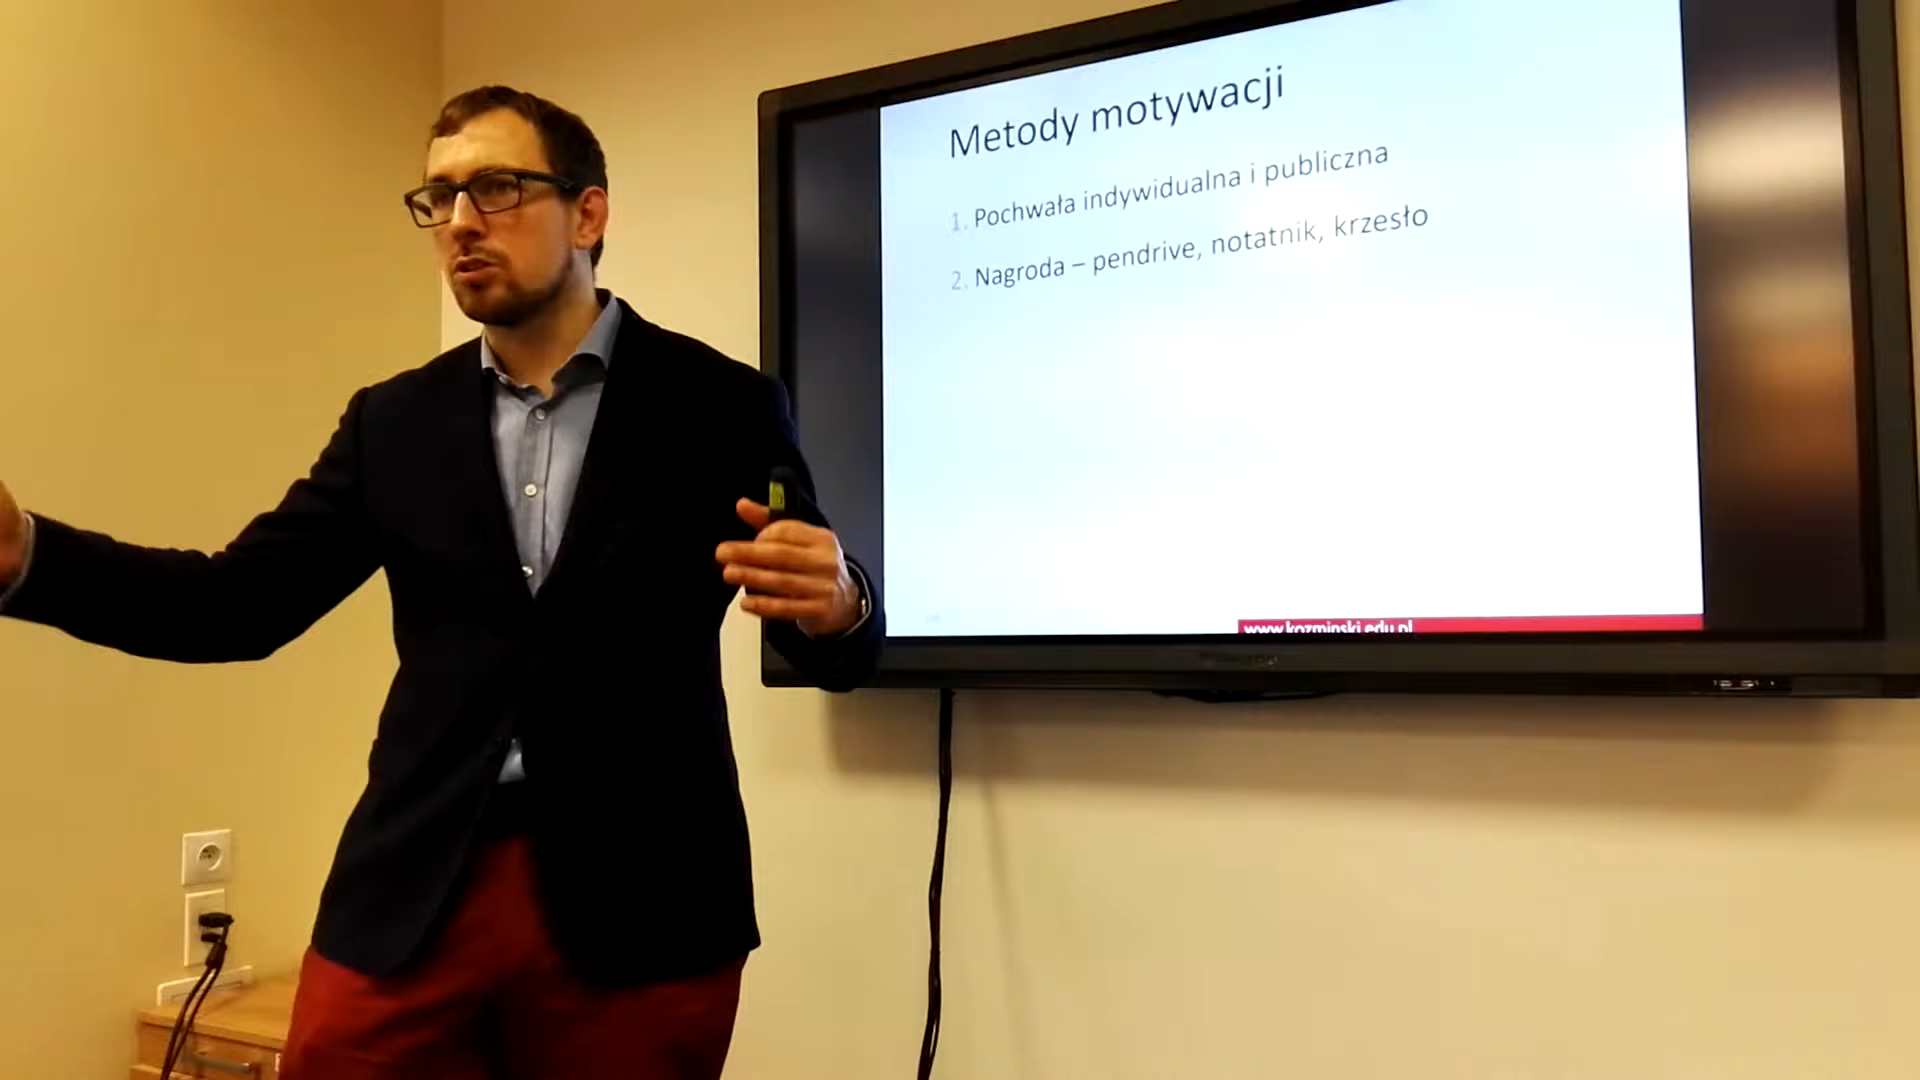 Metody motywacji
1. Pochwała indywidualna i publiczna
2. Nagroda – pendrive, notatnik, krzesło
www.kozminski.edu.pl